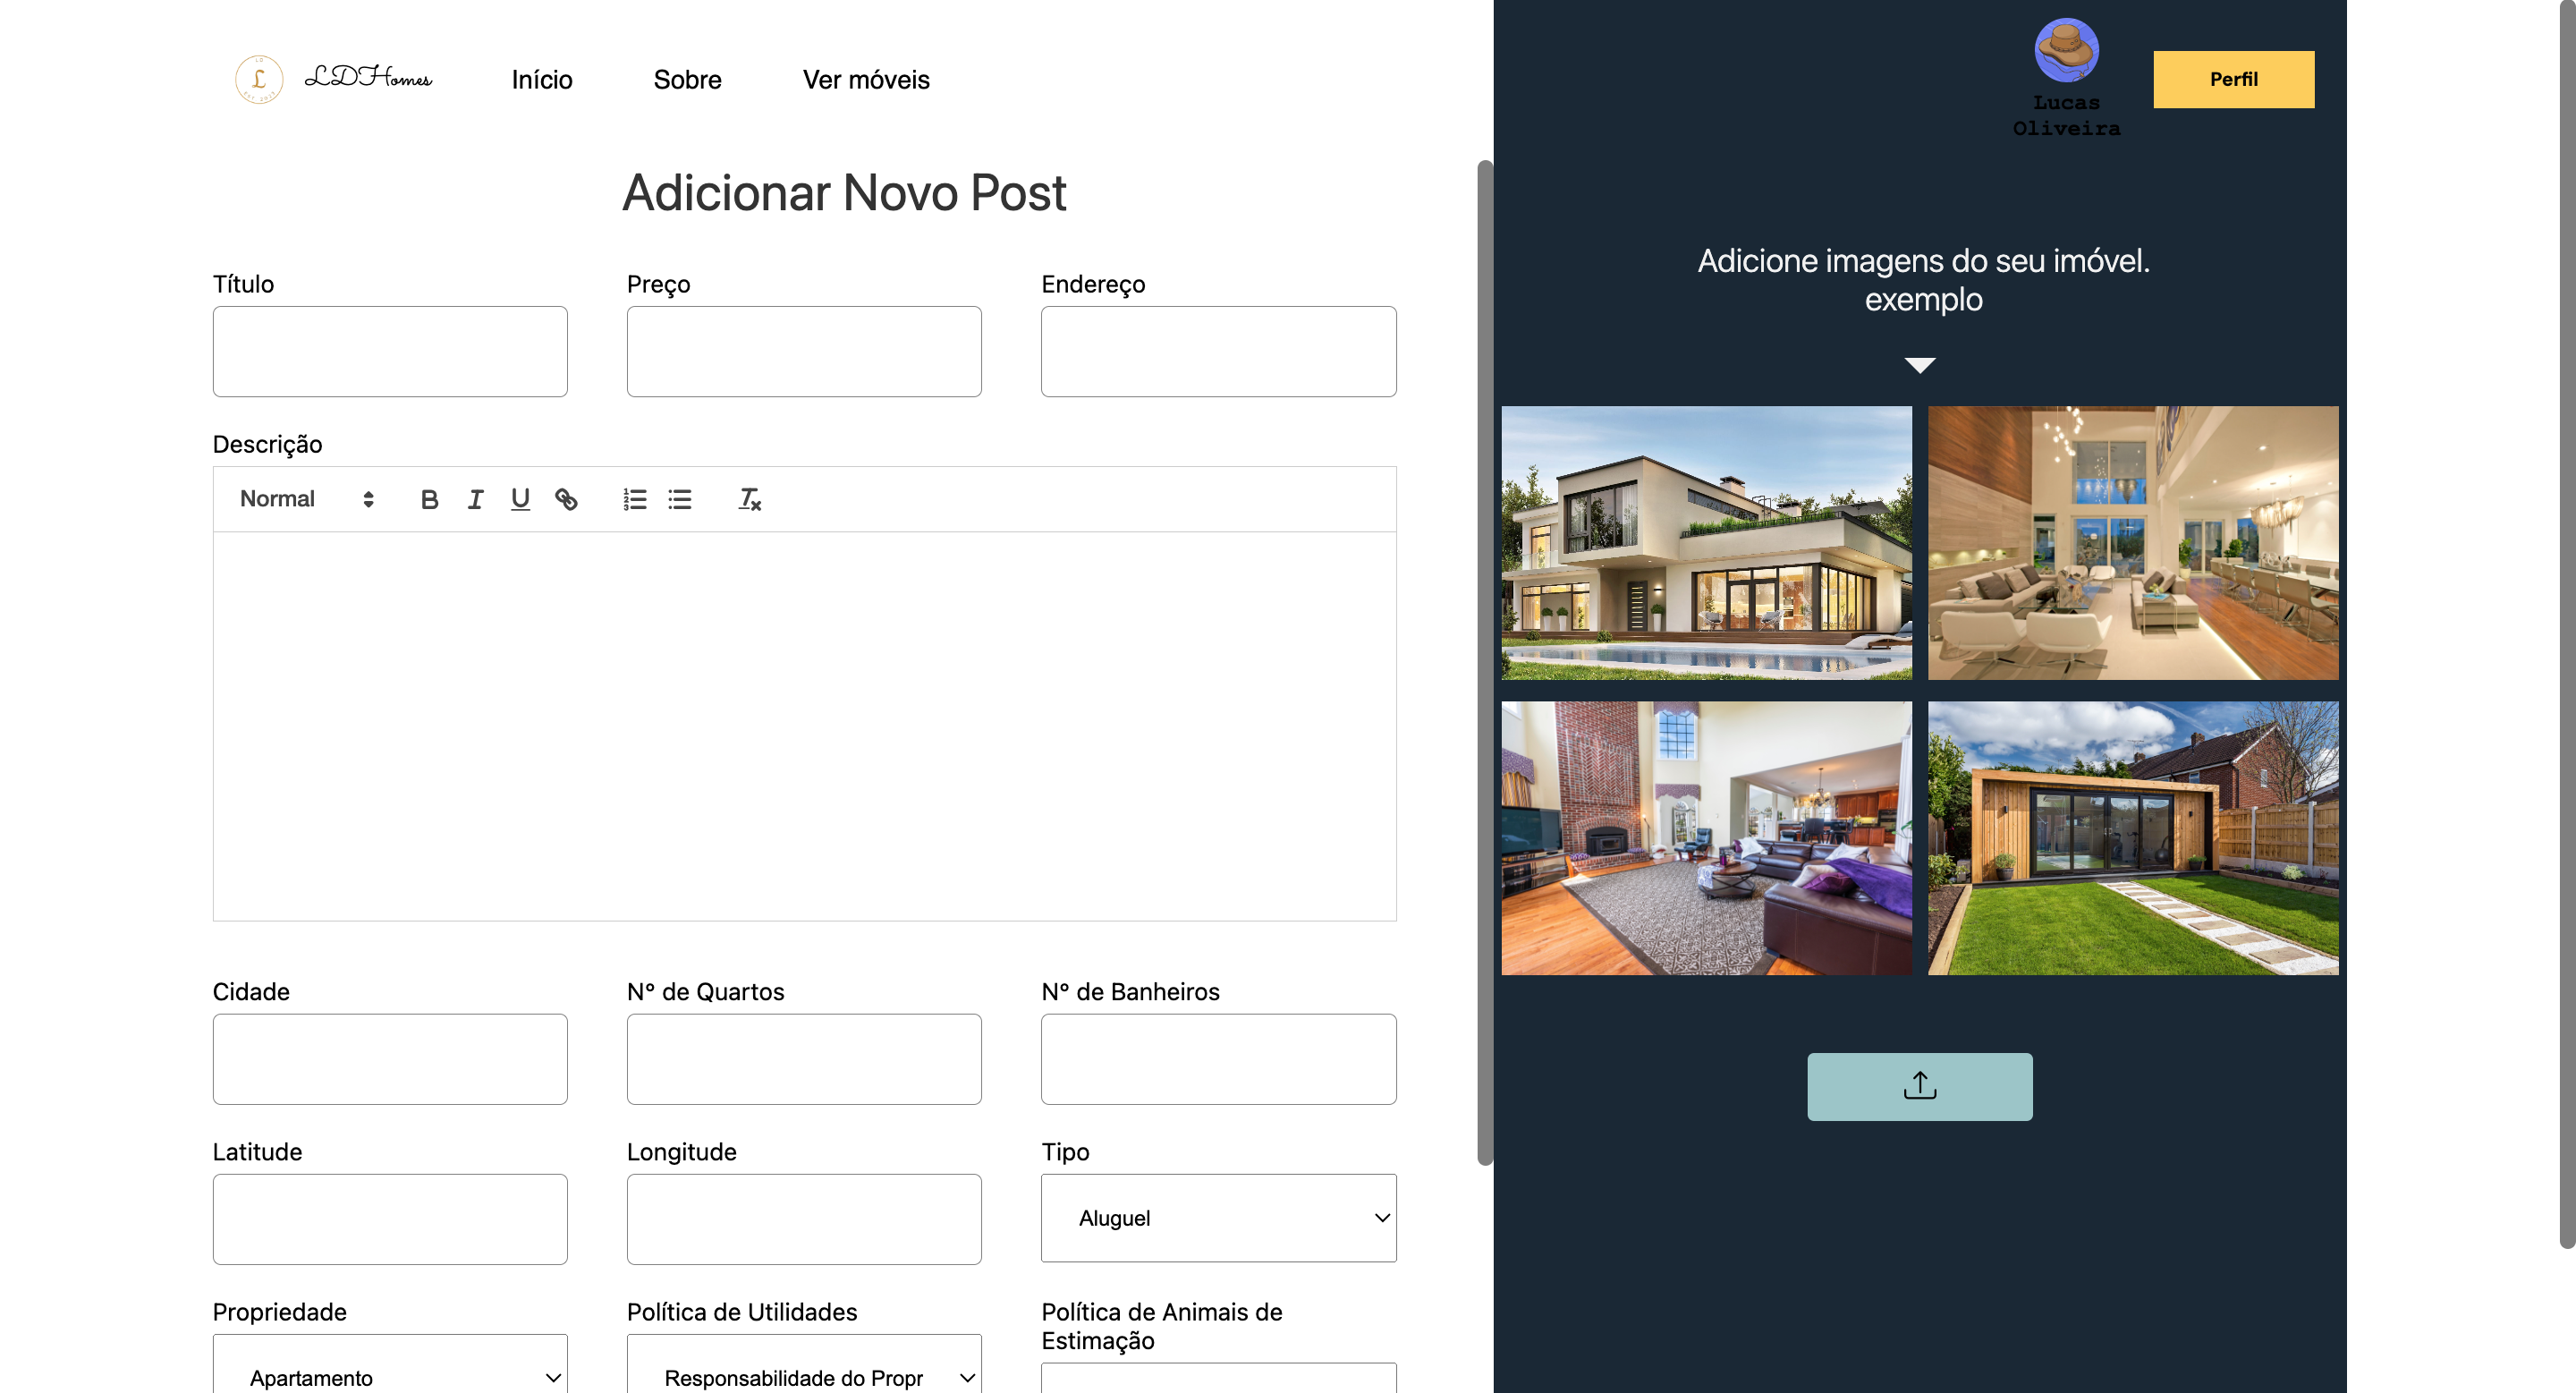 LDHomes
Início
Sobre
Ver móveis
Lucas
Oliveira
Perfil
Adicionar Novo Post
Título
Preço
Endereço
Descrição
Normal
Cidade
N° de Quartos
N° de Banheiros
Latitude
Longitude
Tipo
Aluguel
Propriedade
Política de Utilidades
Política de Animais de
Estimação
Apartamento
Responsabilidade do Propr
Adicione imagens do seu imóvel.
exemplo